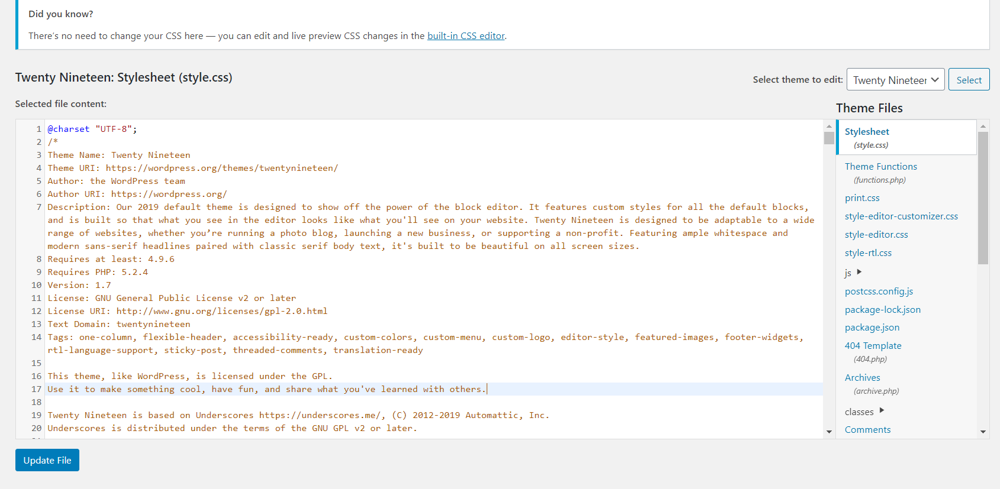 Did you know?
There's no need to change your CSS here — you can edit and live preview CSS changes in the built-in CSS editor.
Twenty Nineteen: Stylesheet (style.css)
Select theme to edit:
Twenty Nineteen
Select
Selected file content:
1 @charset "UTF-8";
2 /*
3 Theme Name: Twenty Nineteen
4 Theme URI: https://wordpress.org/themes/twentynineteen/
5 Author: the WordPress team
6 Author URI: https://wordpress.org/
7 Description: Our 2019 default theme is designed to show off the power of the block editor. It features custom styles for all the default blocks,
and is built so that what you see in the editor looks like what you'll see on your website. Twenty Nineteen is designed to be adaptable to a wide
range of websites, whether you’re running a photo blog, launching a new business, or supporting a non-profit. Featuring ample whitespace and
modern sans-serif headlines paired with classic serif body text, it's built to be beautiful on all screen sizes.
8 Requires at least: 4.9.6
9 Requires PHP: 5.2.4
10 Version: 1.7
11 License: GNU General Public License v2 or later
12 License URI: http://www.gnu.org/licenses/gpl-2.0.html
13 Text Domain: twentynineteen
14 Tags: one-column, flexible-header, accessibility-ready, custom-colors, custom-menu, custom-logo, editor-style, featured-images, footer-widgets,
rtl-language-support, sticky-post, threaded-comments, translation-ready
15
16 This theme, like WordPress, is licensed under the GPL.
17 Use it to make something cool, have fun, and share what you've learned with others.
18
19 Twenty Nineteen is based on Underscores https://underscores.me/, (C) 2012-2019 Automattic, Inc.
20 Underscores is distributed under the terms of the GNU GPL v2 or later.
Theme Files
Stylesheet
(style.css)
Theme Functions
(functions.php)
print.css
style-editor-customizer.css
style-editor.css
style-rtl.css
js
postcss.config.js
package-lock.json
package.json
404 Template
(404.php)
Archives
(archive.php)
classes
Comments
Update File